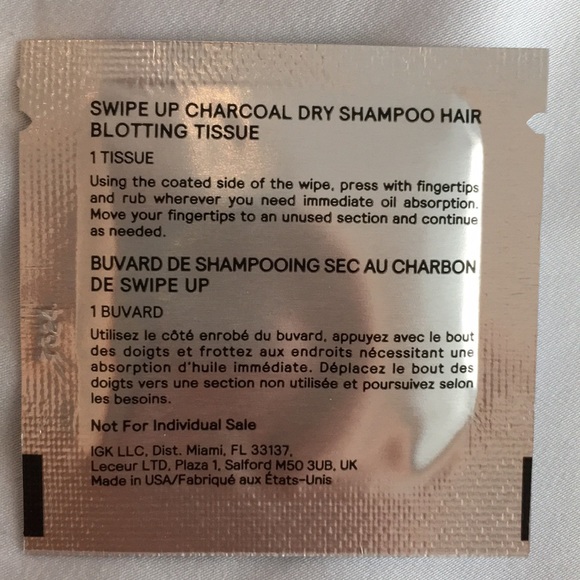 SWIPE UP CHARCOAL DRY SHAMPOO HAIR
BLOTTING TISSUE
1 TISSUE
Using the coated side of the wipe, press with fingertips
and rub wherever you need immediate oil absorption.
Move your fingertips to an unused section and continue
as needed.
BUVARD DE SHAMPOOING SEC AU CHARBON
DE SWIPE UP
1 BUVARD
Utilisez le côté enrobé du buvard, appuyez avec le bout
des doigts et frottez aux endroits nécessitant une
absorption d'huile immédiate. Déplacez le bout des
doigts vers une section non utilisée et poursuivez selon
les besoins.
Not For Individual Sale
IGK LLC, Dist. Miami, FL 33137,
Leceur LTD, Plaza 1, Salford M50 3UB, UK
Made in USA/Fabriqué aux États-Unis